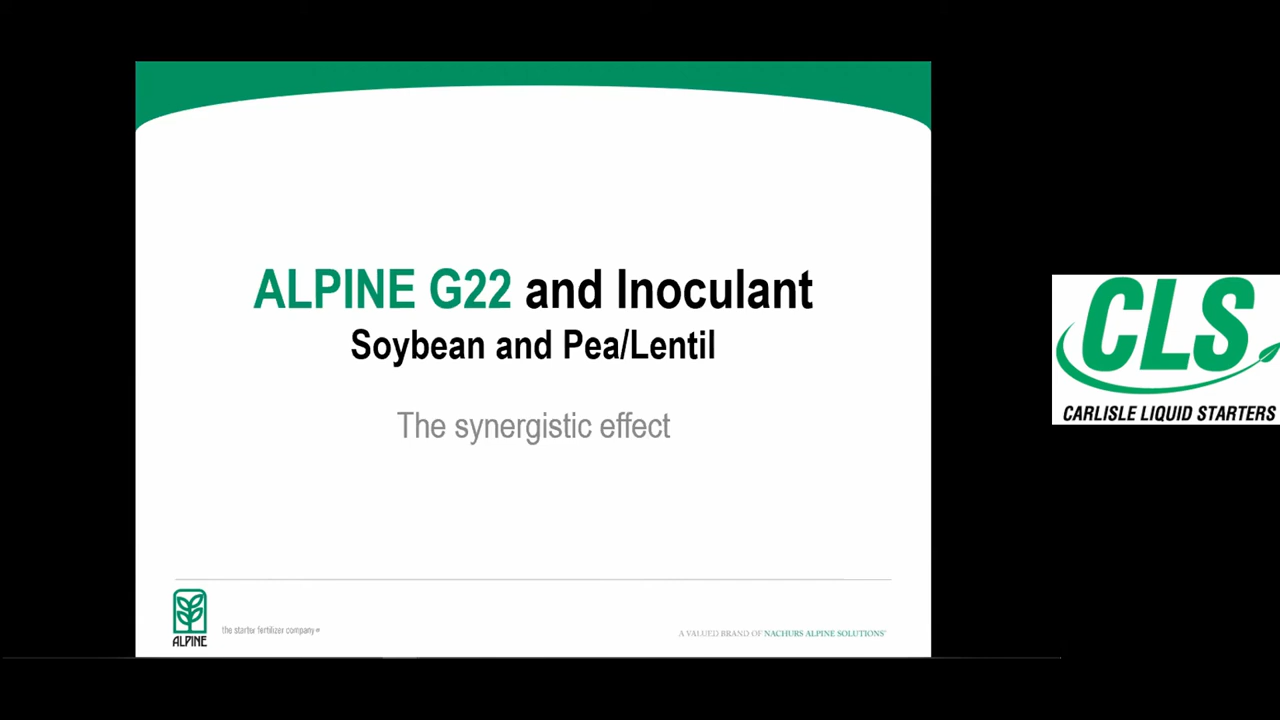 ALPINE G22 and Inoculant
Soybean and Pea/Lentil
The synergistic effect
CLS
CARLISLE LIQUID STARTERS
ALPINE
the starter fertilizer company®
A VALUED BRAND OF NACHURS ALPINE SOLUTIONS®